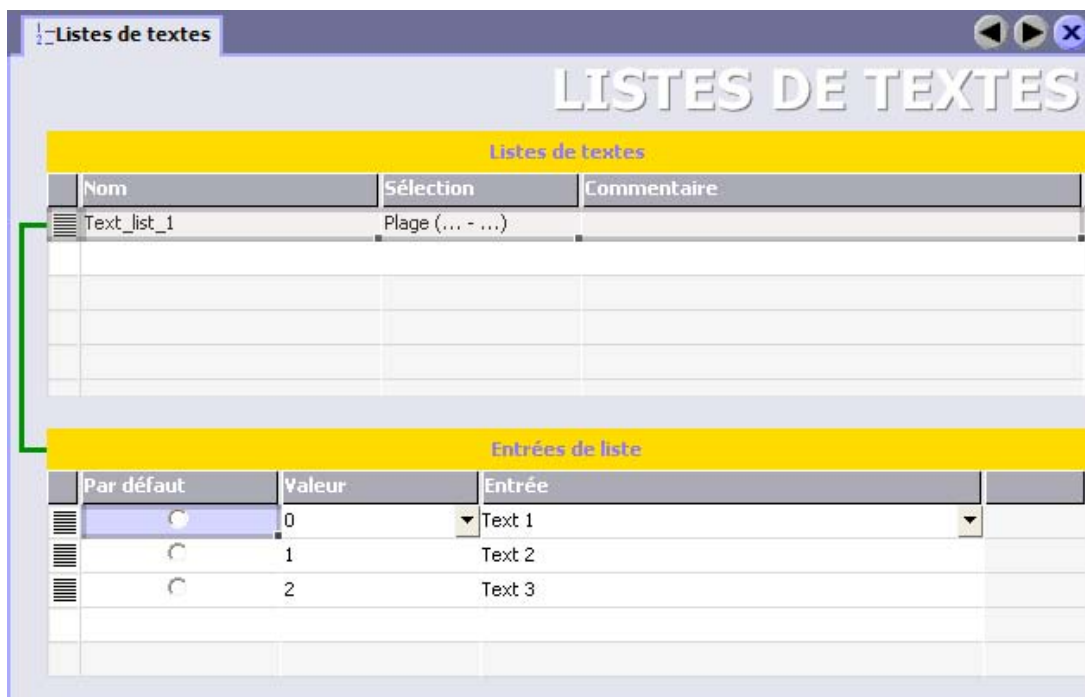 Listes de textes
LISTES DE TEXTES
Listes de textes
Nom Sélection Commentaire
Text_list_1 Plage (... - ...)
Entrées de liste
Par défaut Valeur Entrée
0 Text 1
1 Text 2
2 Text 3